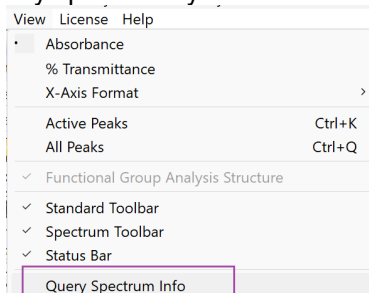 View License Help
Absorbance
% Transmittance
X-Axis Format
Active Peaks Ctrl+K
All Peaks Ctrl+Q
Functional Group Analysis Structure
Standard Toolbar
Spectrum Toolbar
Status Bar
Query Spectrum Info